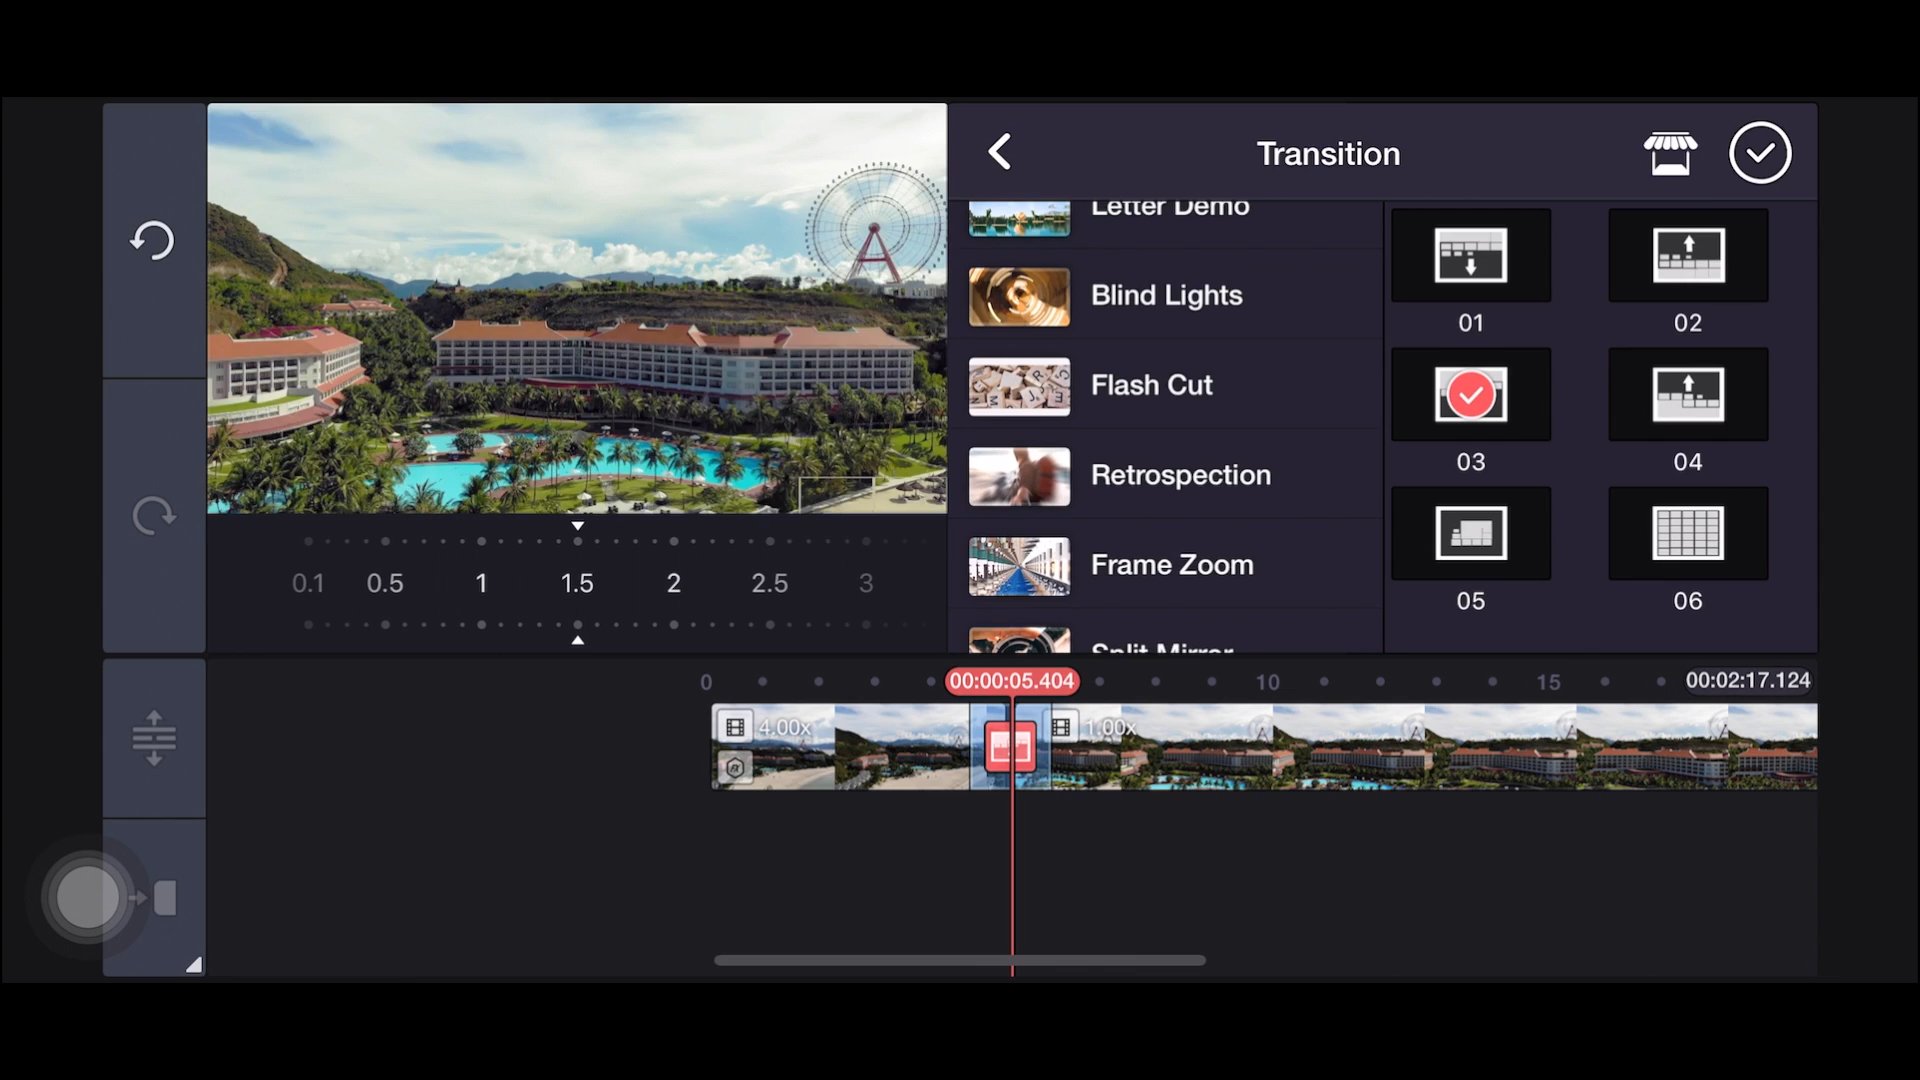 Transition
Letter Demo
Blind Lights
Flash Cut
Retrospection
Frame Zoom
Split Mirror
01
02
03
04
05
06
0.1 0.5 1 1.5 2 2.5 3
0 00:00:05.404 10 15 00:02:17.124
4.00x 1.00x